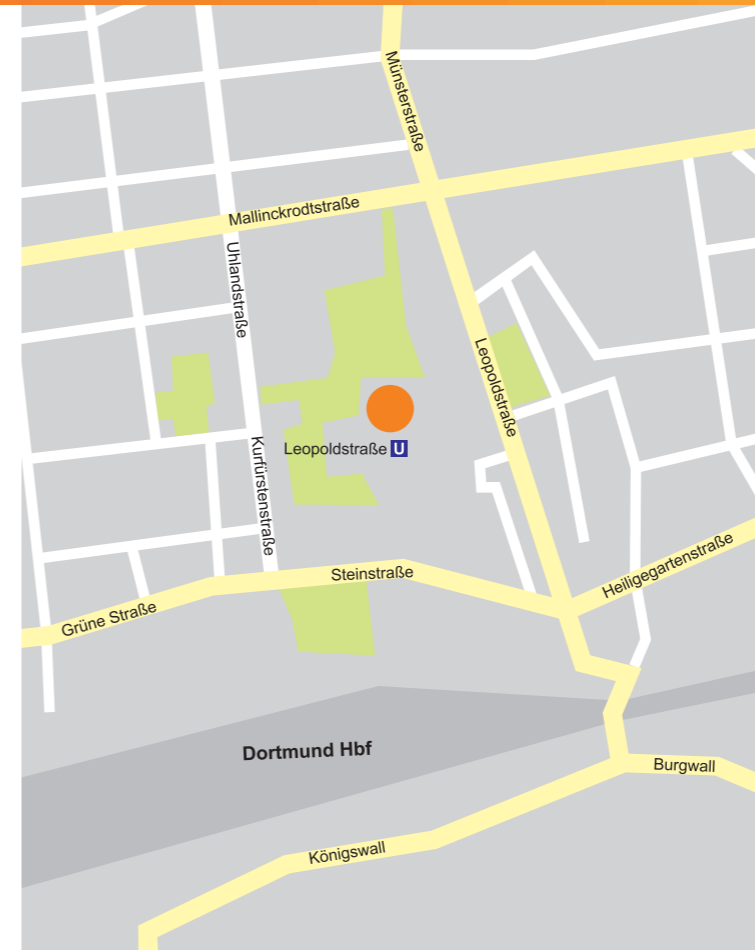 Münsterstraße
Mallinckrodtstraße
Uhlandstraße
Leopoldstraße
Kurfürstenstraße
Leopoldstraße U
Heiligegartenstraße
Steinstraße
Grüne Straße
Dortmund Hbf
Burgwall
Königswall